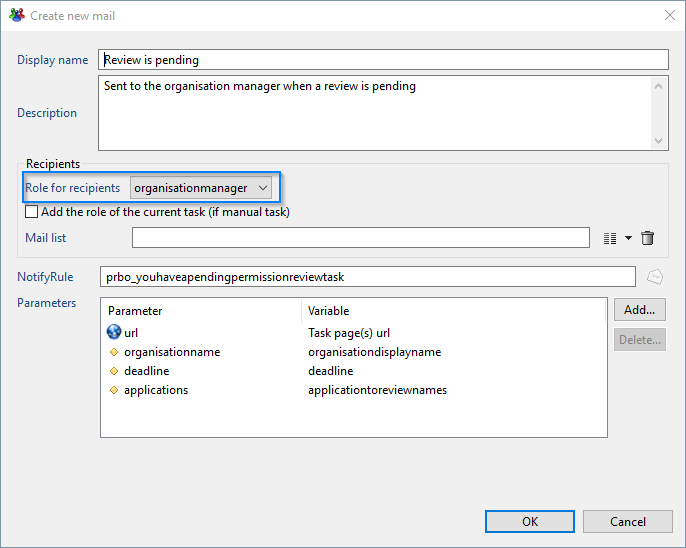 Create new mail
Display name Review is pending
Description Sent to the organisation manager when a review is pending
Recipients
Role for recipients organisationmanager
Add the role of the current task (if manual task)
Mail list
NotifyRule prbo_youhaveapendingpermissionreviewtask
Parameters Parameter Variable Add...
url Task page(s) url Delete...
organisationname organisationdisplayname
deadline deadline
applications applicationtoreviewnames
OK Cancel